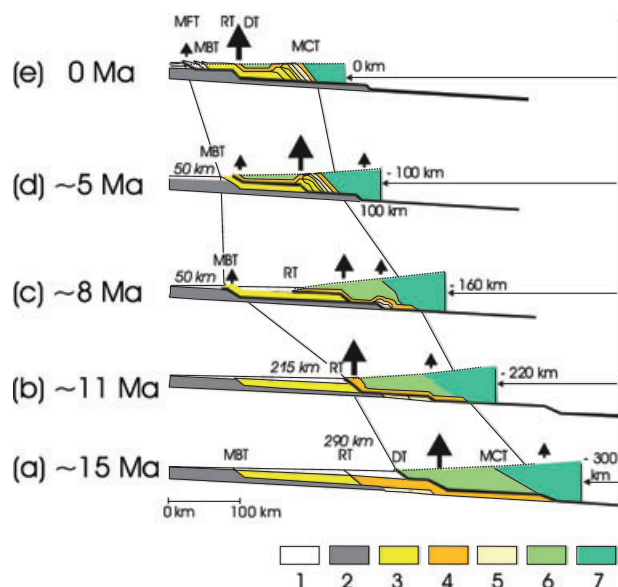 MFT RT DT
MBT MCT
(e) 0 Ma
0 km
MBT
50 km
(d) ~5 Ma
- 100 km
100 km
MBT
50 km RT
(c) ~8 Ma
- 160 km
215 km RT
(b) ~11 Ma
- 220 km
290 km
MBT RT DT MCT
(a) ~15 Ma
- 300 km
0 km 100 km
1 2 3 4 5 6 7